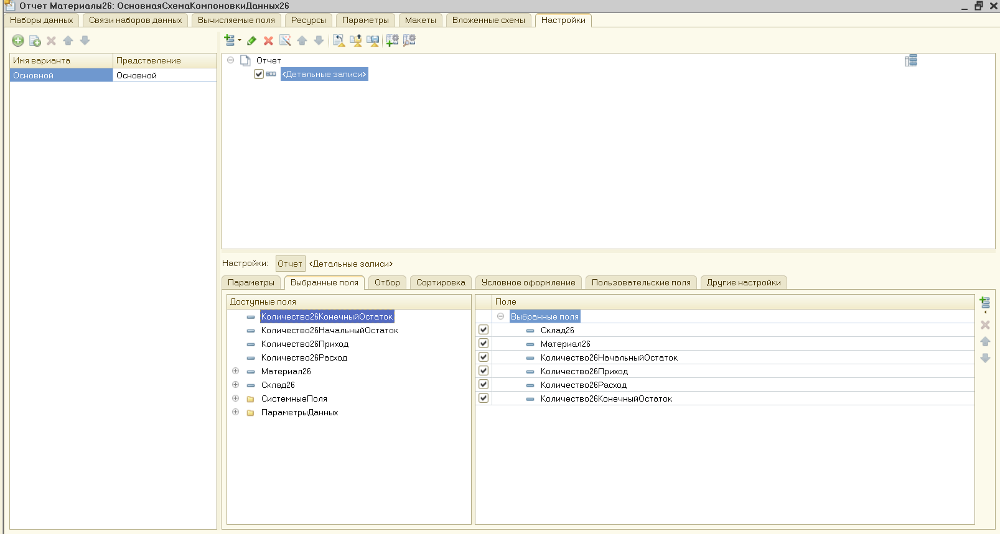 Отчет Материалы26: ОсновнаяСхемаКомпоновкиДанных26
Наборы данных Связи наборов данных Вычисляемые поля Ресурсы Параметры Макеты Вложенные схемы Настройки
Имя варианта Представление
Основной Основной
Отчет
<Детальные записи>
Настройки: Отчет <Детальные записи>
Параметры Выбранные поля Отбор Сортировка Условное оформление Пользовательские поля Другие настройки
Доступные поля
Количество26КонечныйОстаток
Количество26НачальныйОстаток
Количество26Приход
Количество26Расход
Материал26
Склад26
СистемныеПоля
ПараметрыДанных
Поле
Выбранные поля
Склад26
Материал26
Количество26НачальныйОстаток
Количество26Приход
Количество26Расход
Количество26КонечныйОстаток